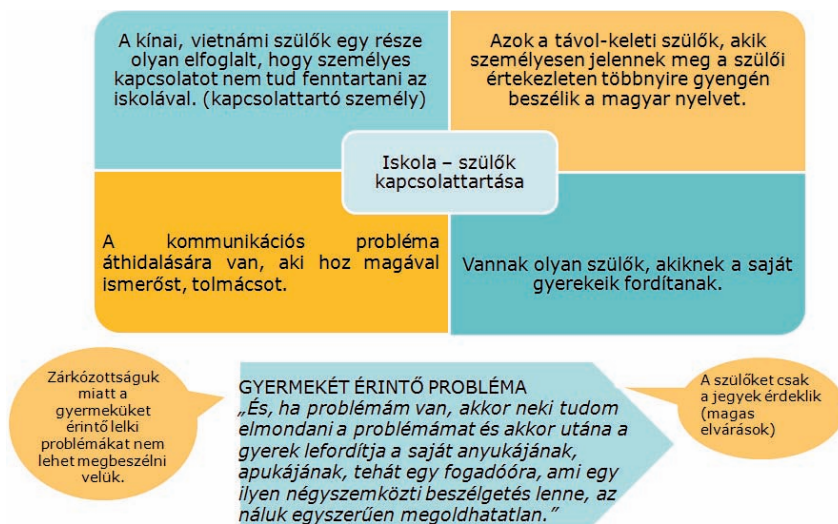 A kínai, vietnámi szülők egy része
olyan elfoglalt, hogy személyes
kapcsolatot nem tud fenntartani az
iskolával. (kapcsolattartó személy)
Azok a távol-keleti szülők, akik
személyesen jelennek meg a szülői
értekezleten többnyire gyengén
beszélik a magyar nyelvet.
Iskola – szülők
kapcsolattartása
A kommunikációs probléma
áthidalására van, aki hoz magával
ismerőst, tolmácsot.
Vannak olyan szülők, akiknek a saját
gyerekeik fordítanak.
Zárkózottságuk
miatt a
gyermeküket
érintő lelki
problémákat nem
lehet megbeszélni
velük.
GYERMEKÉT ÉRINTŐ PROBLÉMA
„És, ha problémám van, akkor neki tudom
elmondani a problémámat és akkor utána a
gyerek lefordítja a saját anyukájának,
apukájának, tehát egy fogadóóra, ami egy
ilyen négyszemközti beszélgetés lenne, az
náluk egyszerűen megoldhatatlan.”
A szülőket csak
a jegyek érdeklik
(magas
elvárások)